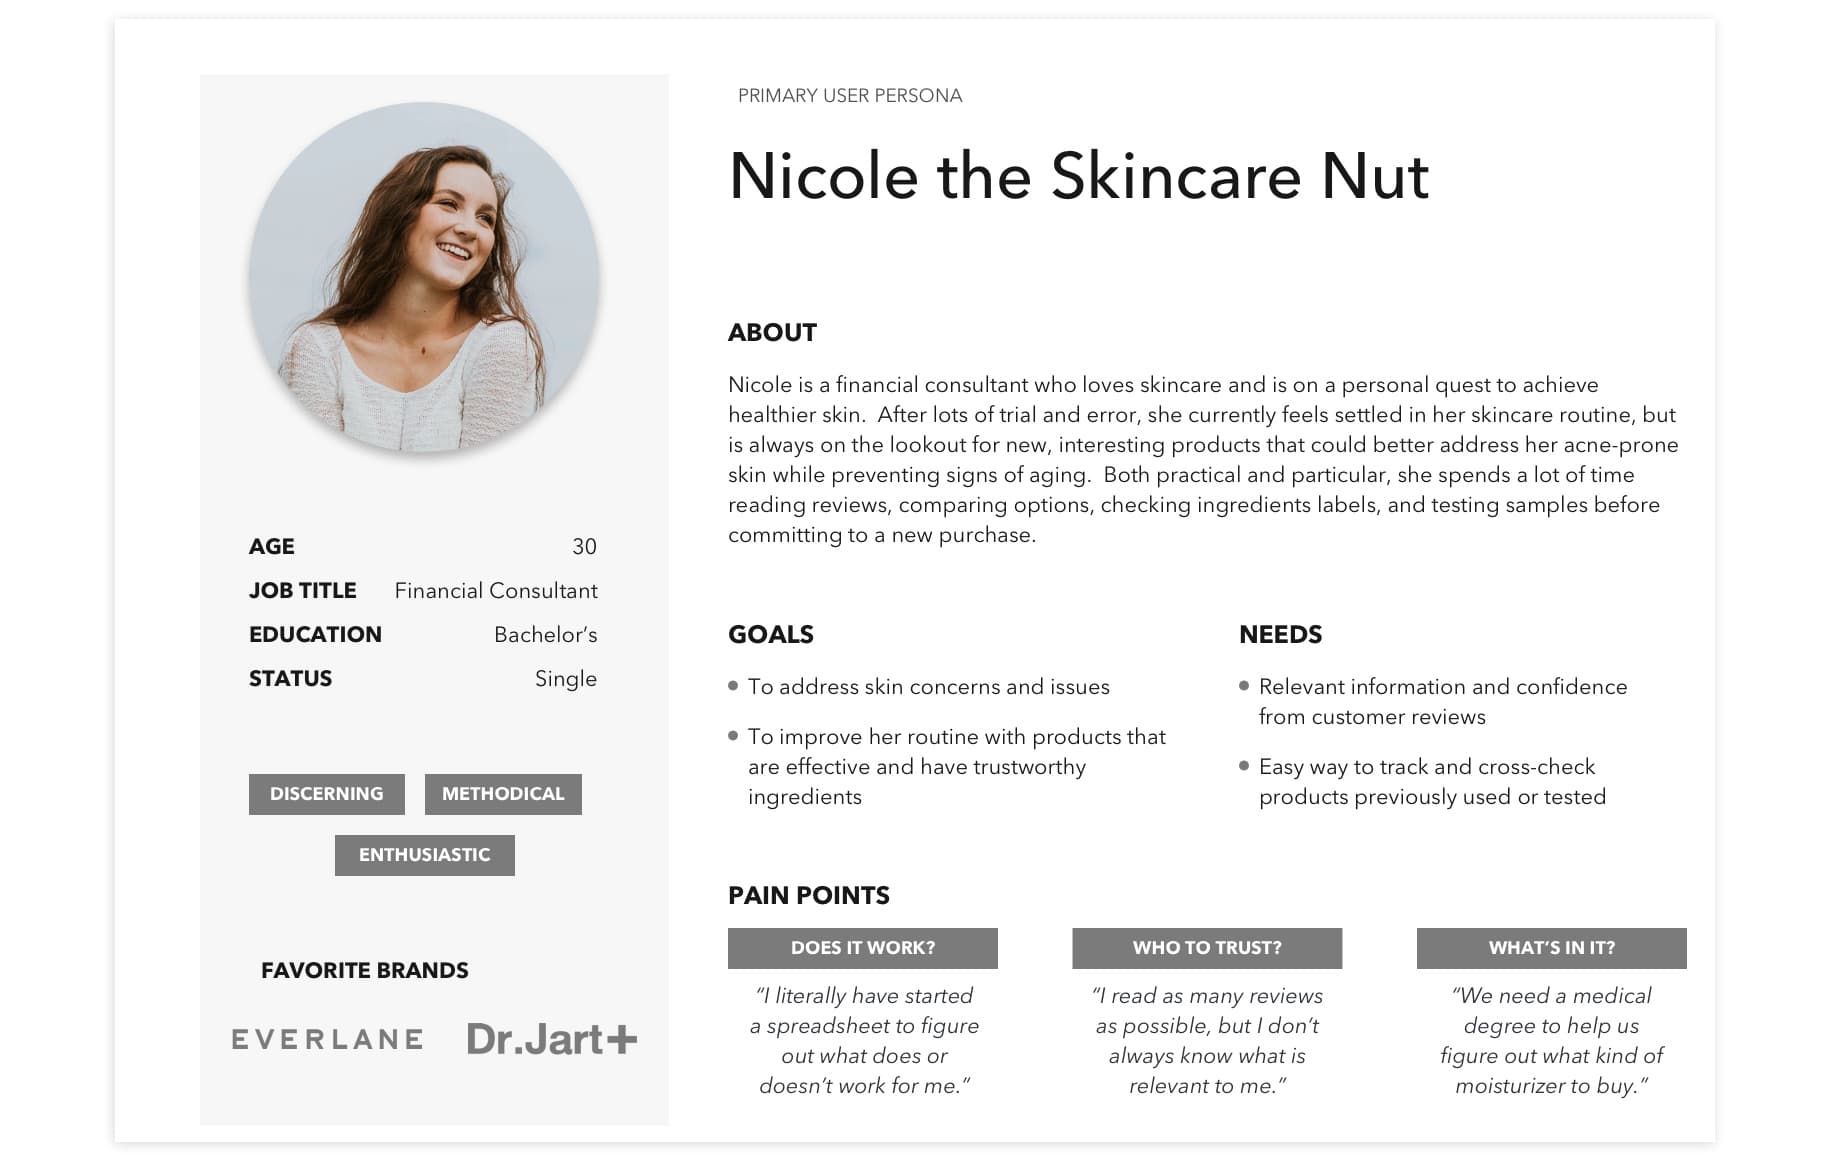 PRIMARY USER PERSONA
Nicole the Skincare Nut
AGE 30
JOB TITLE Financial Consultant
EDUCATION Bachelor’s
STATUS Single
DISCERNING METHODICAL
ENTHUSIASTIC
FAVORITE BRANDS
EVERLANE Dr.Jart+
ABOUT
Nicole is a financial consultant who loves skincare and is on a personal quest to achieve
healthier skin.  After lots of trial and error, she currently feels settled in her skincare routine, but
is always on the lookout for new, interesting products that could better address her acne-prone
skin while preventing signs of aging.  Both practical and particular, she spends a lot of time
reading reviews, comparing options, checking ingredients labels, and testing samples before
committing to a new purchase.
GOALS
To address skin concerns and issues
To improve her routine with products that
are effective and have trustworthy
ingredients
NEEDS
Relevant information and confidence
from customer reviews
Easy way to track and cross-check
products previously used or tested
PAIN POINTS
DOES IT WORK?
“I literally have started
a spreadsheet to figure
out what does or
doesn’t work for me.”
WHO TO TRUST?
“I read as many reviews
as possible, but I don’t
always know what is
relevant to me.”
WHAT’S IN IT?
“We need a medical
degree to help us
figure out what kind of
moisturizer to buy.”